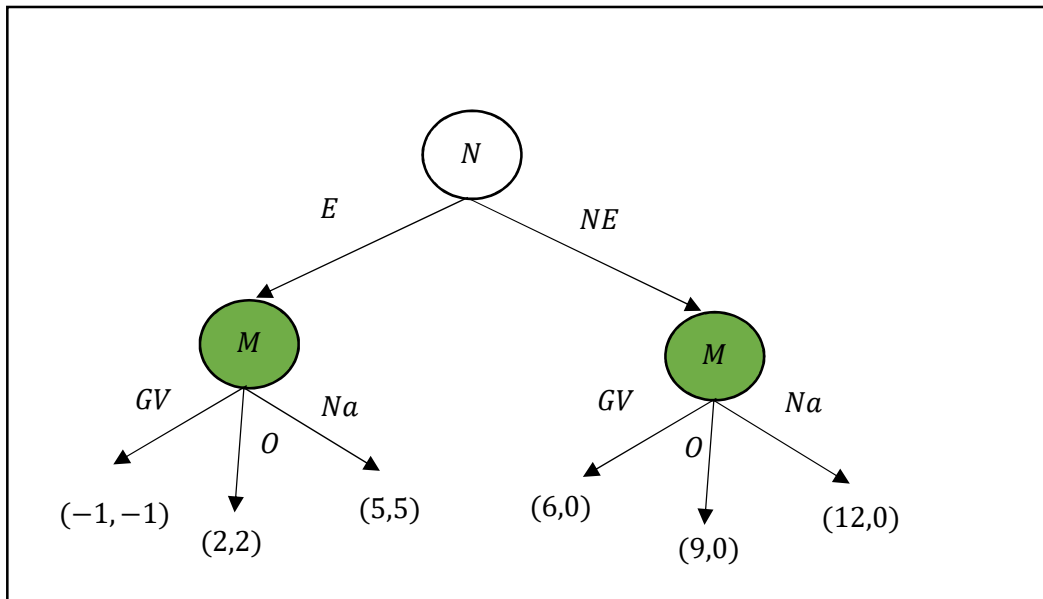 N
E
NE
M
M
GV
O
Na
GV
O
Na
(−1, −1)
(2,2)
(5,5)
(6,0)
(9,0)
(12,0)